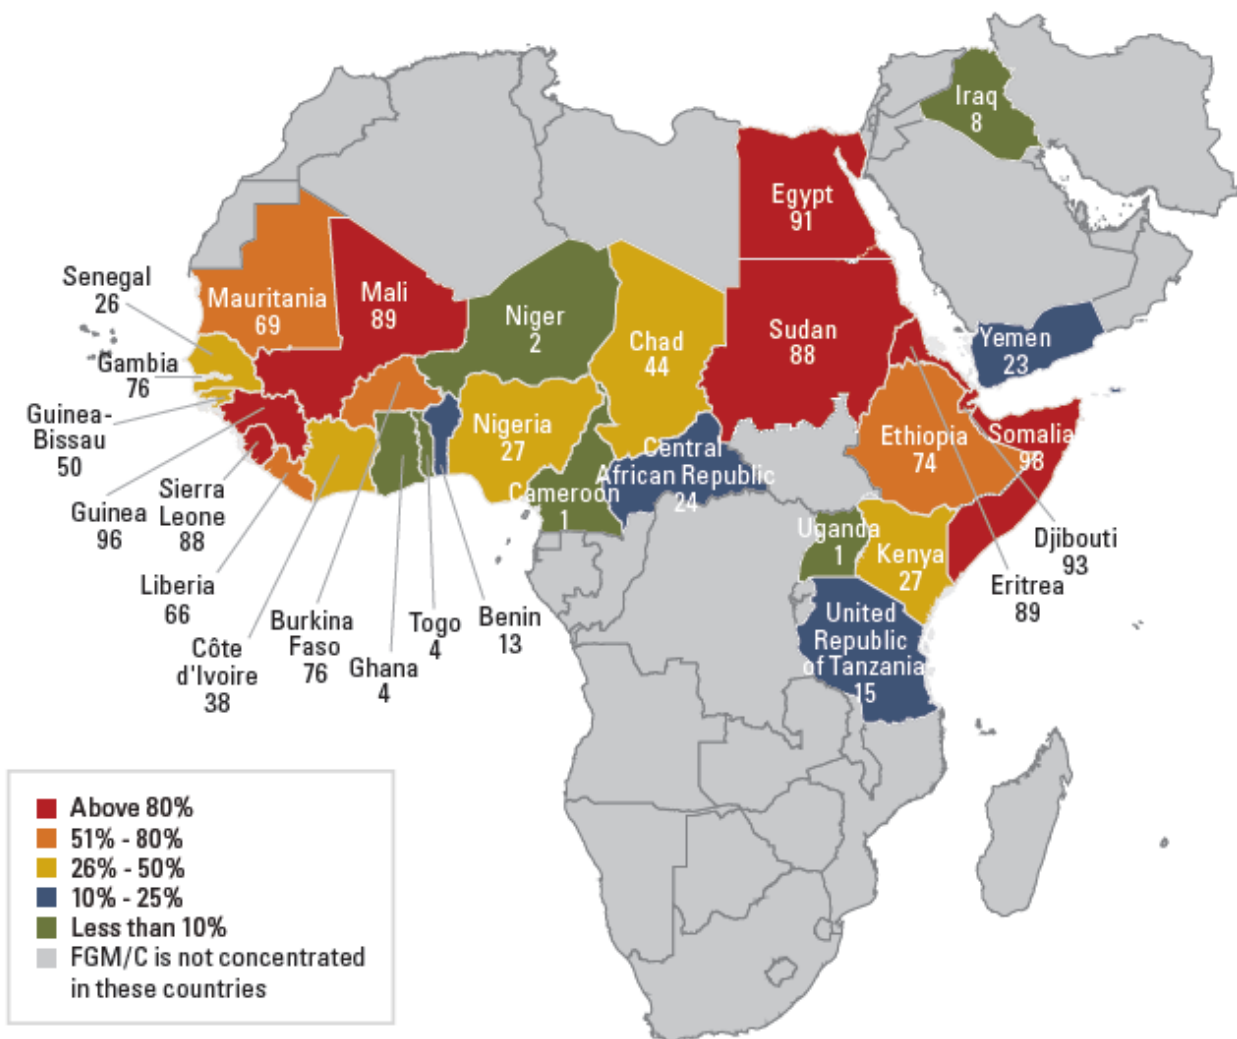 Iraq
8
Egypt
91
Senegal
26
Mauritania
69
Mali
89
Niger
2
Chad
44
Sudan
88
Yemen
23
Gambia
76
Guinea-
Bissau
50
Nigeria
27
Ethiopia
74
Somalia
98
Central
African Republic
24
Sierra
Leone
88
Guinea
96
Cameroon
1
Uganda
1
Kenya
27
Djibouti
93
Eritrea
89
Liberia
66
Burkina
Faso
76
Togo
4
Benin
13
United
Republic
of Tanzania
15
Côte
d'Ivoire
38
Ghana
4
Above 80%
51% - 80%
26% - 50%
10% - 25%
Less than 10%
FGM/C is not concentrated
in these countries